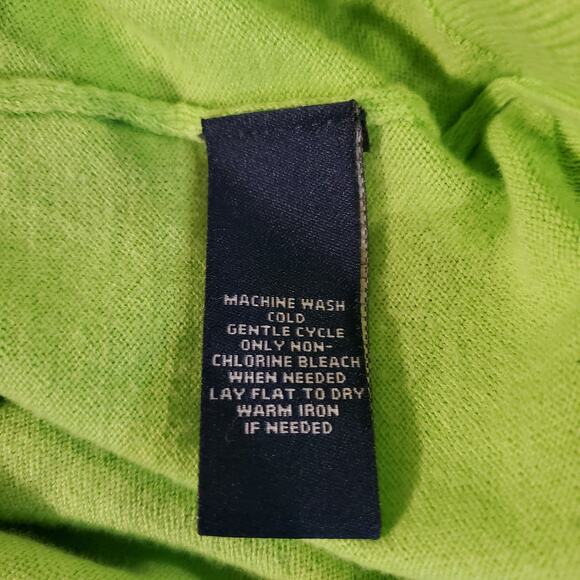 MACHINE WASH
COLD
GENTLE CYCLE
ONLY NON-
CHLORINE BLEACH
WHEN NEEDED
LAY FLAT TO DRY
WARM IRON
IF NEEDED